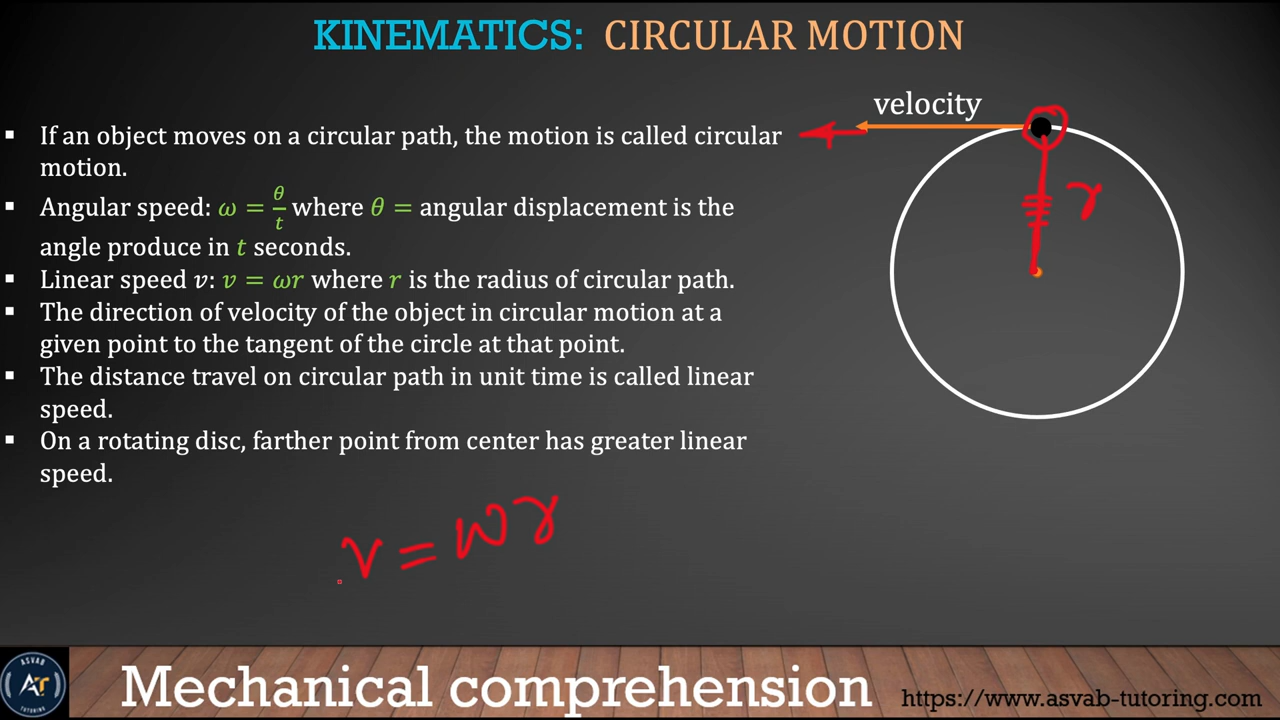 KINEMATICS: CIRCULAR MOTION
▪ If an object moves on a circular path, the motion is called circular
motion.
▪ Angular speed: ω = θ/t where θ = angular displacement is the
angle produce in t seconds.
▪ Linear speed v: v = ωr where r is the radius of circular path.
▪ The direction of velocity of the object in circular motion at a
given point to the tangent of the circle at that point.
▪ The distance travel on circular path in unit time is called linear
speed.
▪ On a rotating disc, farther point from center has greater linear
speed.
velocity
r
v = ωr
ASVAB
AT
TUTORING
Mechanical comprehension
https://www.asvab-tutoring.com